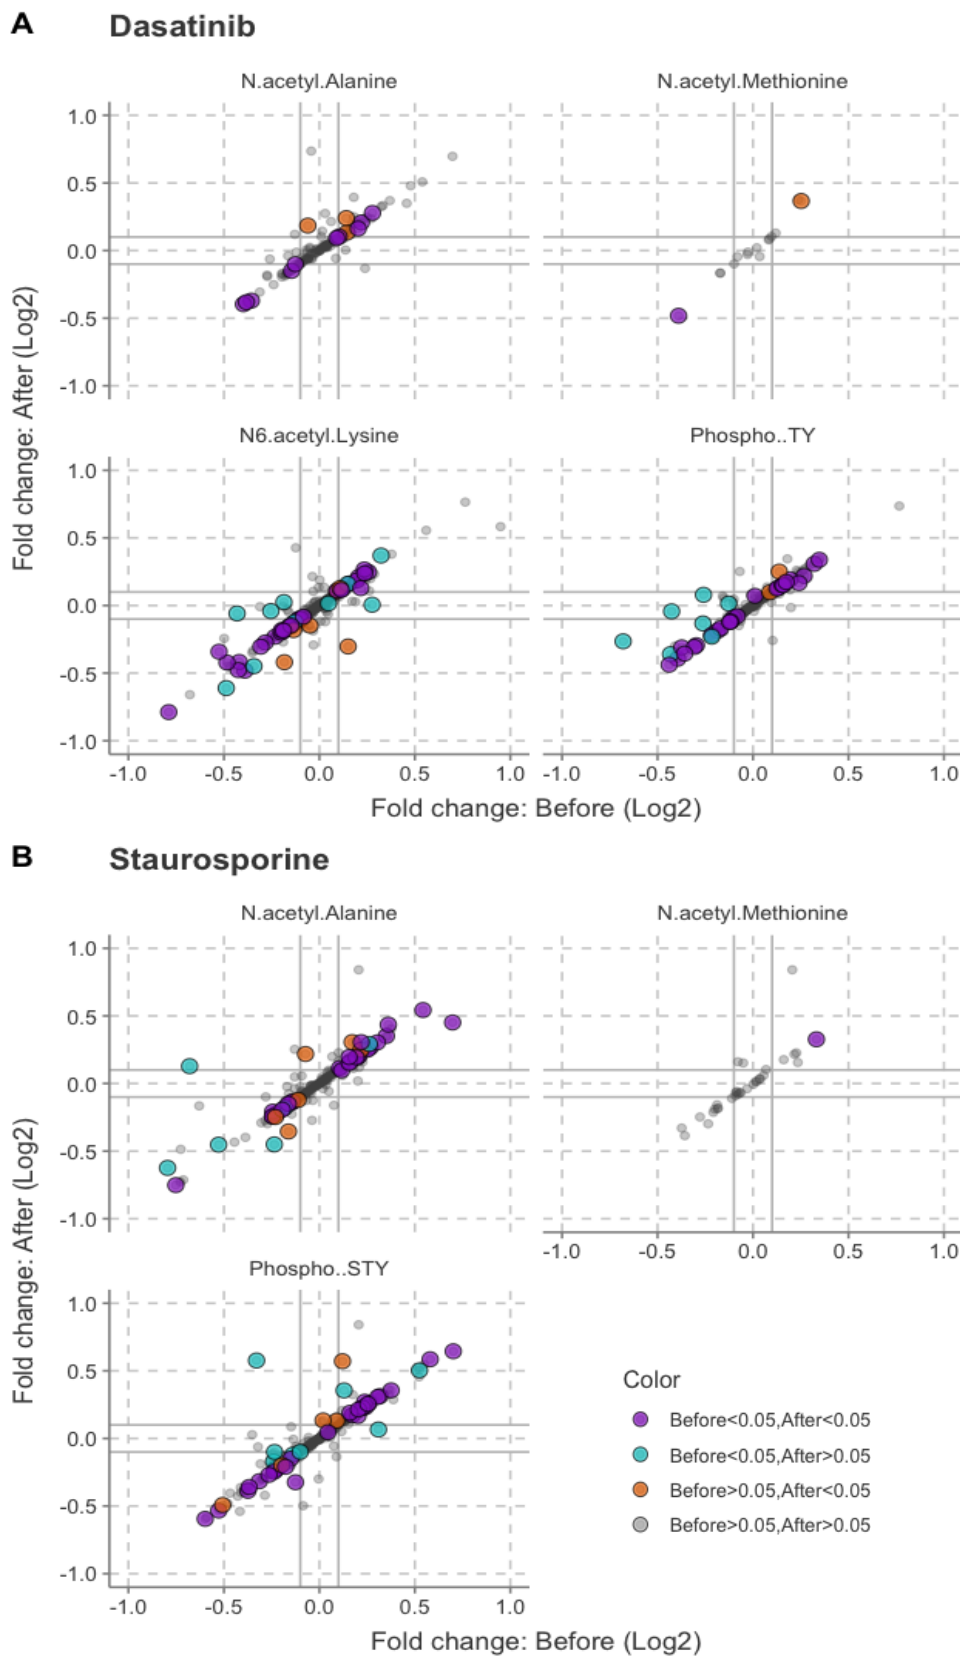 A Dasatinib
N.acetyl.Alanine N.acetyl.Methionine
1.0
0.5
0.0
-0.5
-1.0
N6.acetyl.Lysine Phospho..TY
1.0
0.5
0.0
-0.5
-1.0
-1.0 -0.5 0.0 0.5 1.0 -1.0 -0.5 0.0 0.5 1.0
Fold change: After (Log2)
Fold change: Before (Log2)
B Staurosporine
N.acetyl.Alanine N.acetyl.Methionine
1.0
0.5
0.0
-0.5
-1.0
-1.0 -0.5 0.0 0.5 1.0
Phospho..STY
1.0
0.5
0.0
-0.5
-1.0
-1.0 -0.5 0.0 0.5 1.0
Fold change: After (Log2)
Fold change: Before (Log2)
Color
Before<0.05,After<0.05
Before<0.05,After>0.05
Before>0.05,After<0.05
Before>0.05,After>0.05